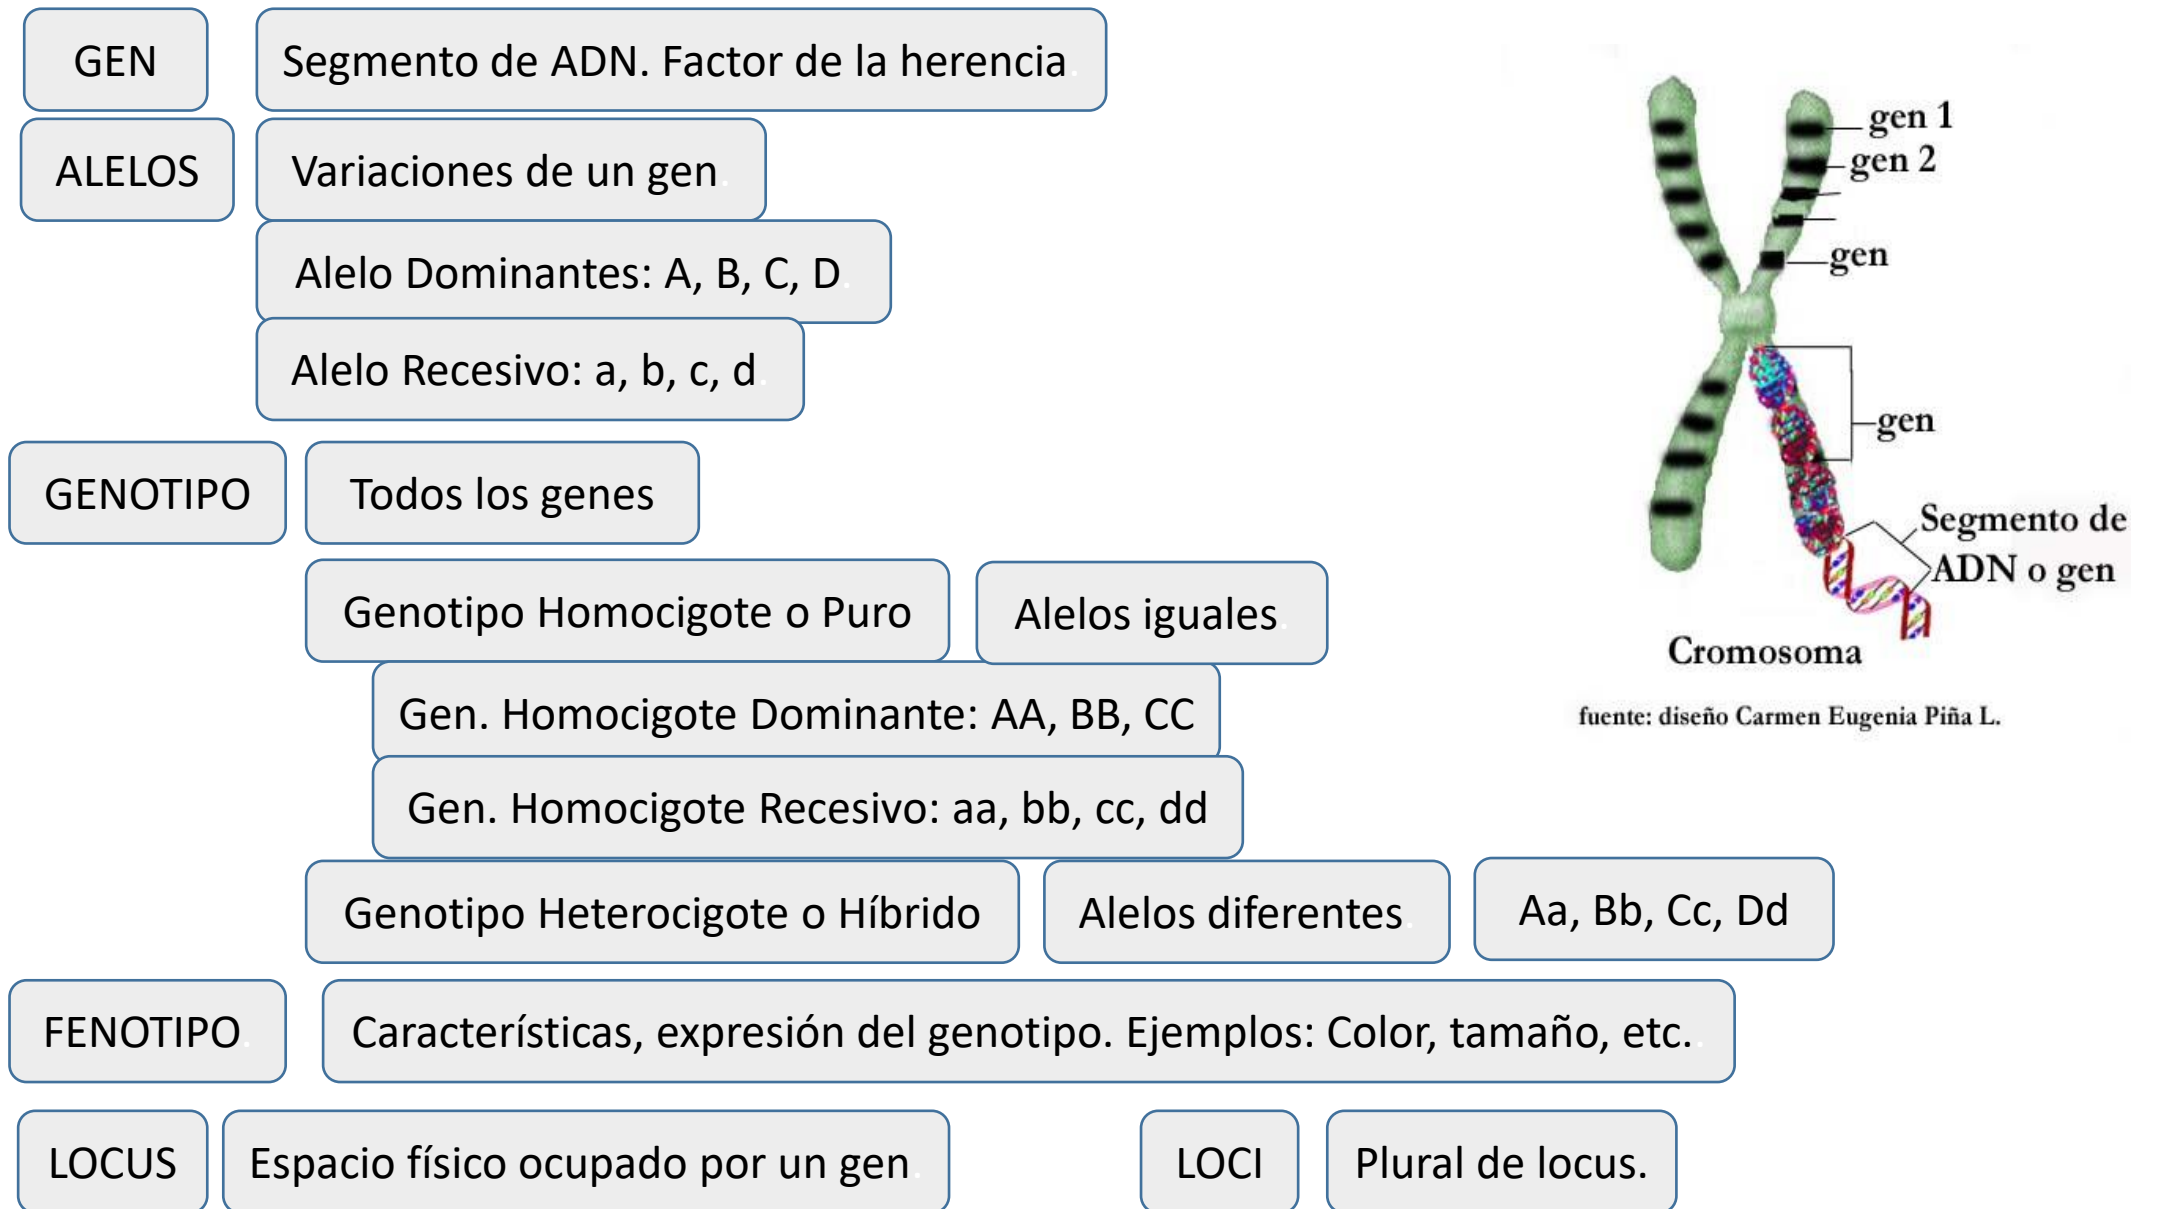 GEN
Segmento de ADN. Factor de la herencia.
ALELOS
Variaciones de un gen.
Alelo Dominantes: A, B, C, D.
Alelo Recesivo: a, b, c, d.
GENOTIPO
Todos los genes
Genotipo Homocigote o Puro
Alelos iguales.
Gen. Homocigote Dominante: AA, BB, CC
Gen. Homocigote Recesivo: aa, bb, cc, dd
Genotipo Heterocigote o Híbrido
Alelos diferentes.
Aa, Bb, Cc, Dd
FENOTIPO.
Características, expresión del genotipo. Ejemplos: Color, tamaño, etc..
LOCUS
Espacio físico ocupado por un gen.
LOCI
Plural de locus.
gen 1
gen 2
gen
gen
Segmento de
ADN o gen
Cromosoma
fuente: diseño Carmen Eugenia Piña L.